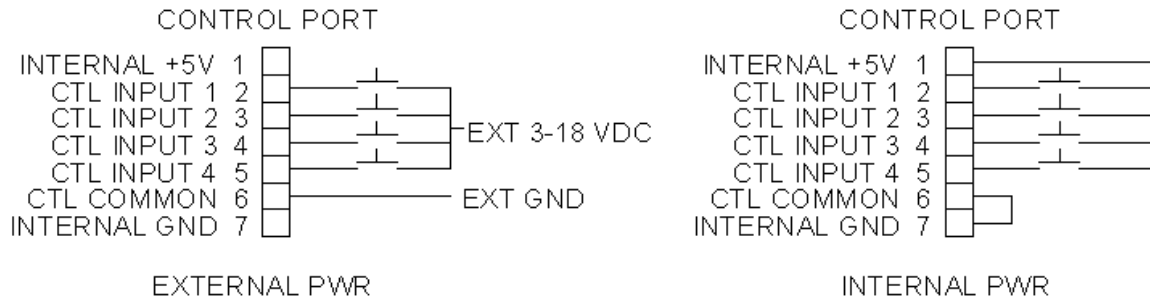 CONTROL PORT
INTERNAL +5V 1
CTL INPUT 1 2
CTL INPUT 2 3
CTL INPUT 3 4
CTL INPUT 4 5
CTL COMMON 6
INTERNAL GND 7
EXT 3-18 VDC
EXT GND
EXTERNAL PWR
CONTROL PORT
INTERNAL +5V 1
CTL INPUT 1 2
CTL INPUT 2 3
CTL INPUT 3 4
CTL INPUT 4 5
CTL COMMON 6
INTERNAL GND 7
INTERNAL PWR